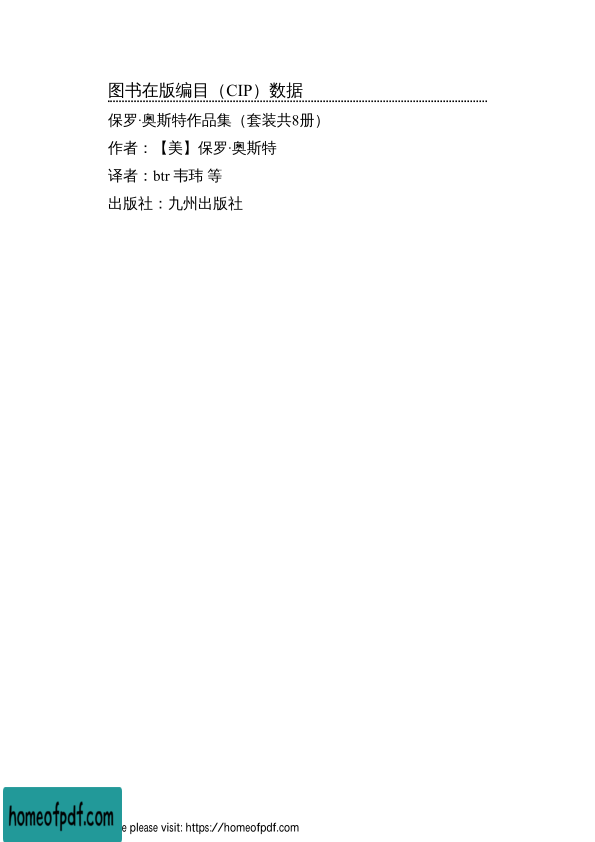 图书在版编目（CIP）数据
保罗·奥斯特作品集（套装共8册）
作者：【美】保罗·奥斯特
译者：btr 韦玮 等
出版社：九州出版社
homeofpdf.com
please visit: https://homeofpdf.com